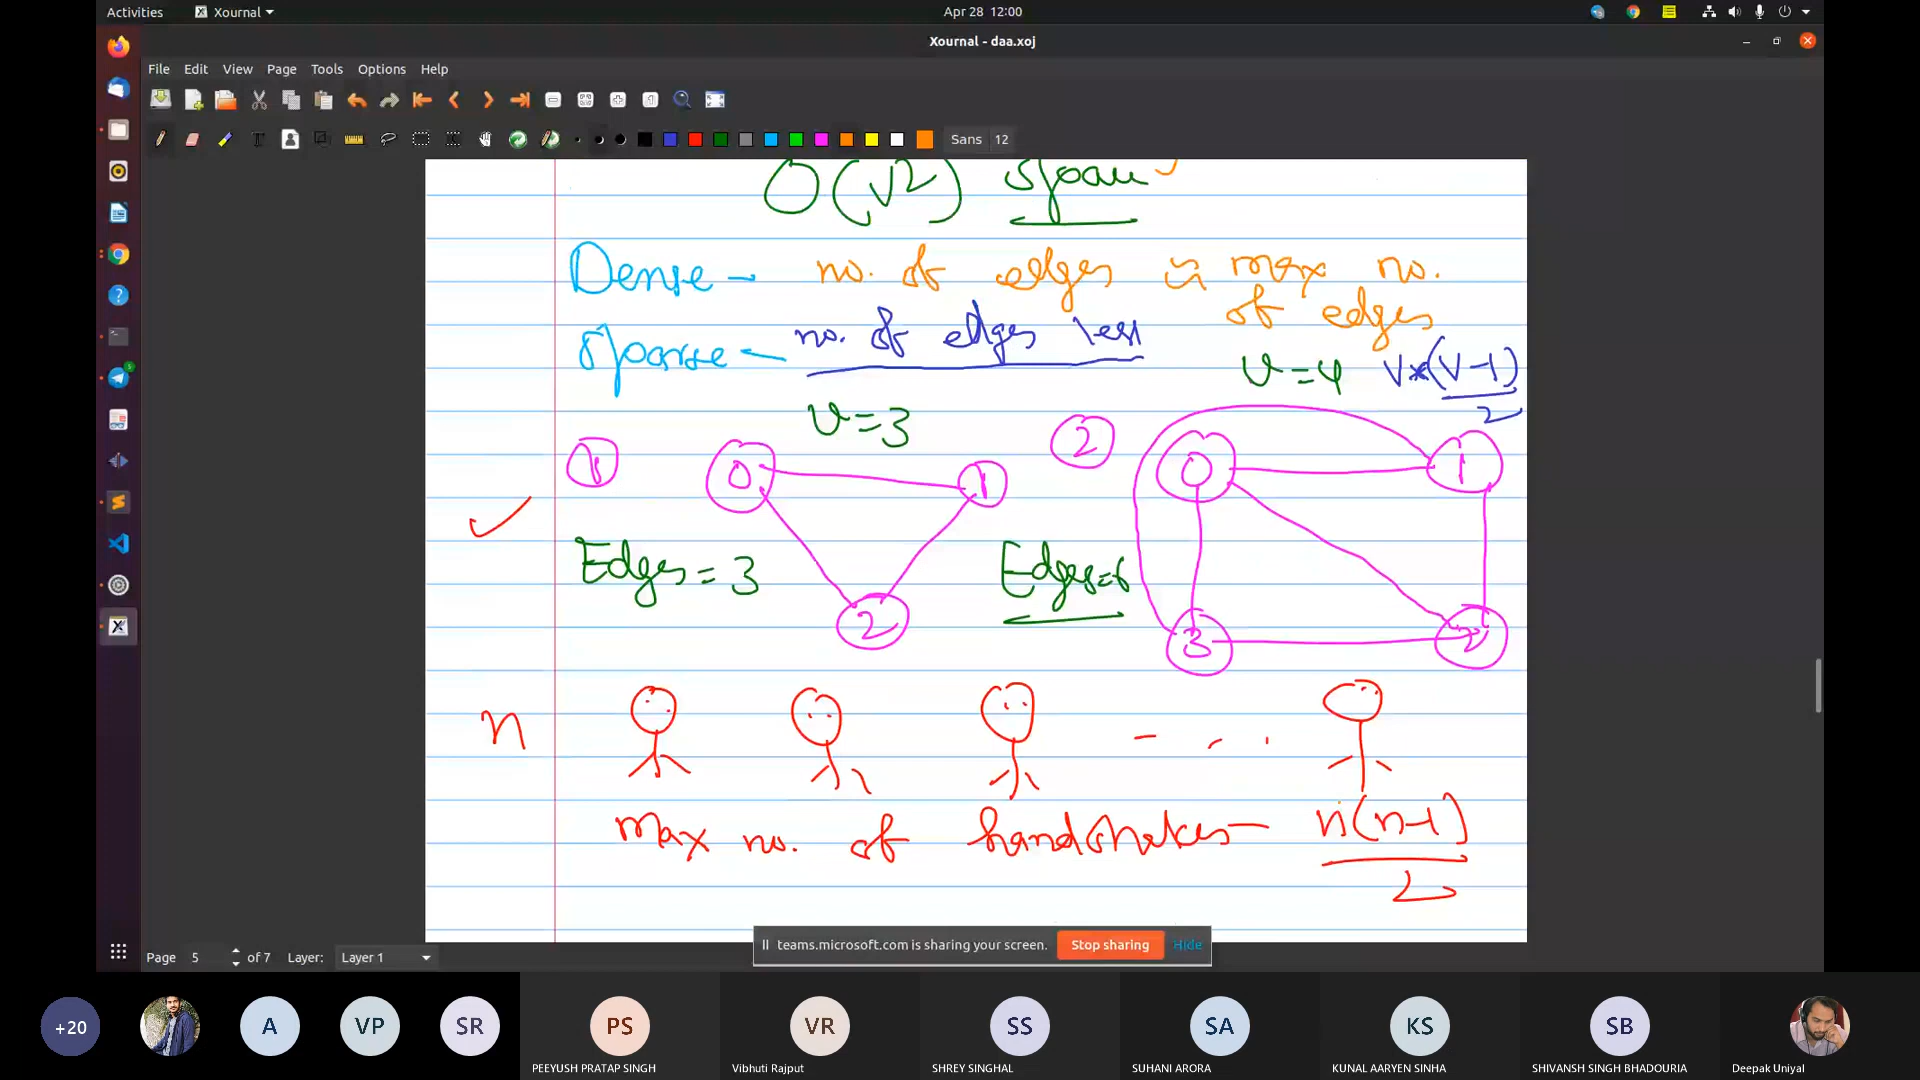 Activities Xournal Apr 28 12:00
Xournal - daa.xoj
File Edit View Page Tools Options Help
Sans 12
O(V2) Space
Dense - no. of edges is max no.
of edges
Sparse - no. of edges less
V=3
V=4 V*(V-1)
2
1 0 1
2 0 1
Edges = 3
Edges=6
2
3 2
n
- . .
max no. of handshakes - n(n-1)
2
teams.microsoft.com is sharing your screen. Stop sharing Hide
Page 5 of 7 Layer: Layer 1
+20 A VP SR PS VR SS SA KS SB
PEEYUSH PRATAP SINGH Vibhuti Rajput SHREY SINGHAL SUHANI ARORA KUNAL AARYEN SINHA SHIVANSH SINGH BHADOURIA Deepak Uniyal